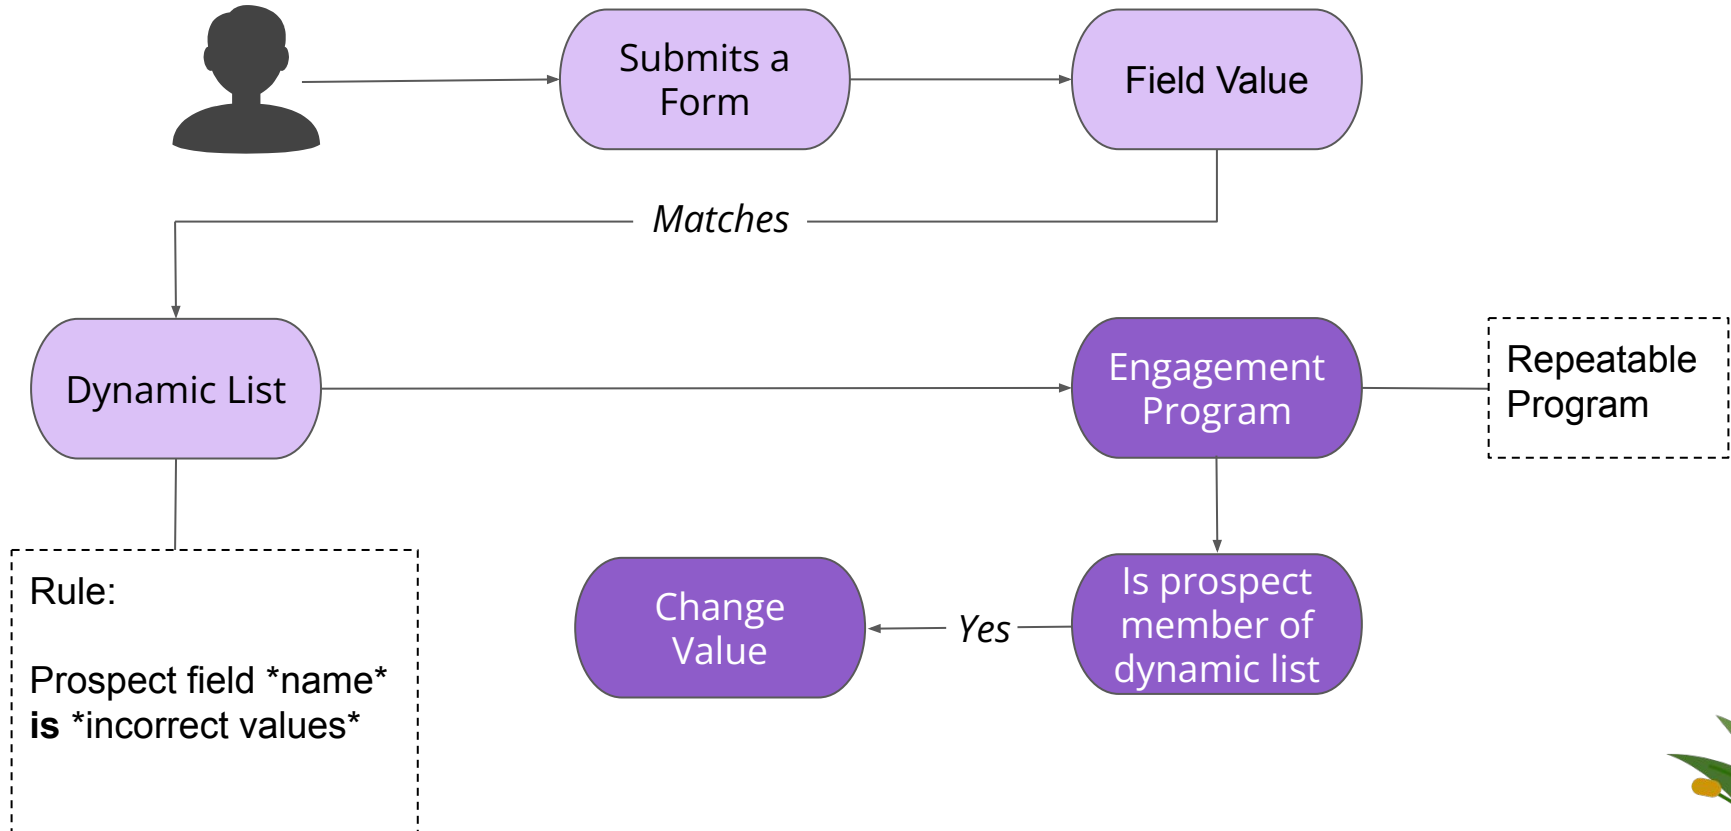 Submits a
Form
Field Value
Matches
Dynamic List
Engagement
Program
Repeatable
Program
Rule:
Prospect field *name*
is *incorrect values*
Change
Value
Yes
Is prospect
member of
dynamic list